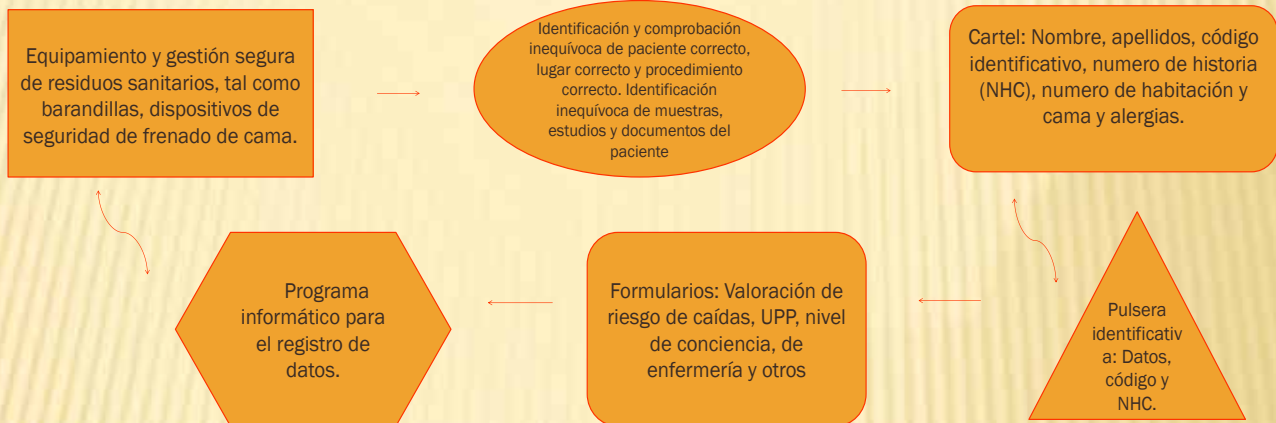 Equipamiento y gestión segura
de residuos sanitarios, tal como
barandillas, dispositivos de
seguridad de frenado de cama.
Identificación y comprobación
inequívoca de paciente correcto,
lugar correcto y procedimiento
correcto. Identificación
inequívoca de muestras,
estudios y documentos del
paciente
Cartel: Nombre, apellidos, código
identificativo, numero de historia
(NHC), numero de habitación y
cama y alergias.
Programa
informático para
el registro de
datos.
Formularios: Valoración de
riesgo de caídas, UPP, nivel
de conciencia, de
enfermería y otros
Pulsera
identificativ
a: Datos,
código y
NHC.